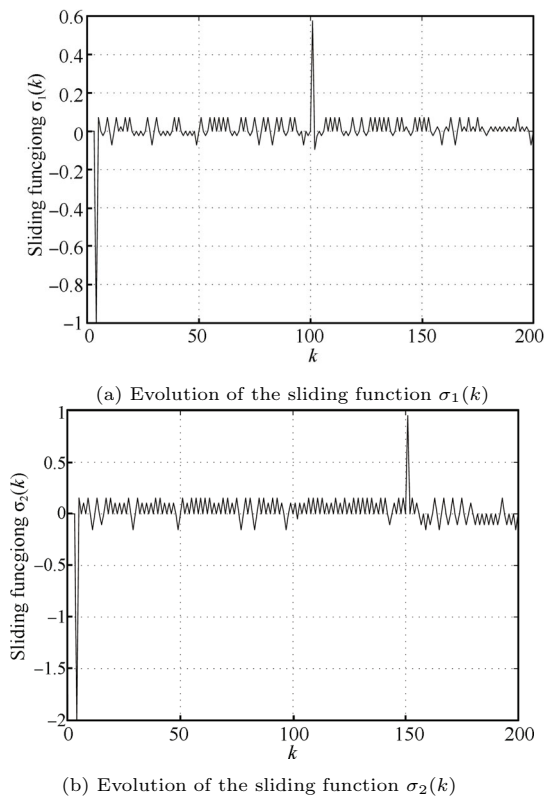 0.6
0.4
0.2
0
−0.2
−0.4
−0.6
−0.8
−1
Sliding funcgiong σ1(k)
0 50 100 150 200
k
(a) Evolution of the sliding function σ1(k)
1
0.5
0
−0.5
−1
−1.5
−2
Sliding funcgiong σ2(k)
0 50 100 150 200
k
(b) Evolution of the sliding function σ2(k)